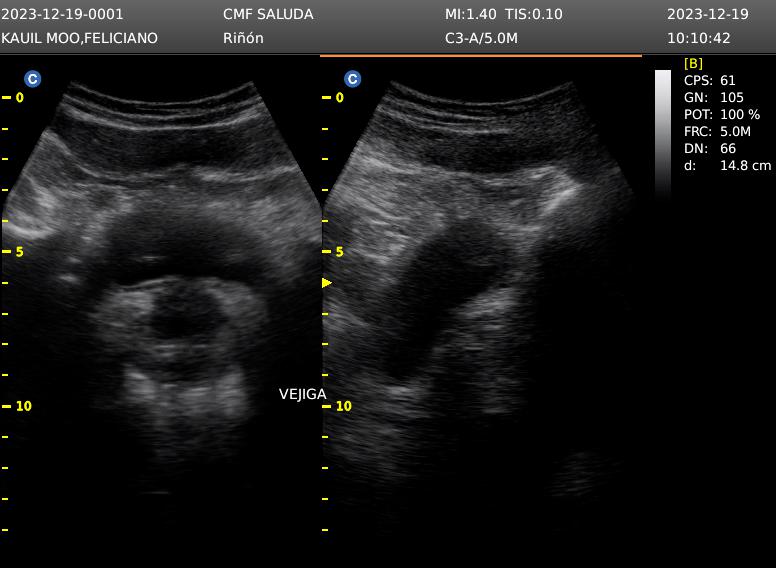 2023-12-19-0001 CMF SALUDA MI:1.40 TIS:0.10 2023-12-19
KAUIL MOO,FELICIANO Riñón C3-A/5.0M 10:10:42
[B]
C C
0 0
CPS: 61
GN: 105
POT: 100 %
FRC: 5.0M
DN: 66
d: 14.8 cm
5 5
VEJIGA
10 10